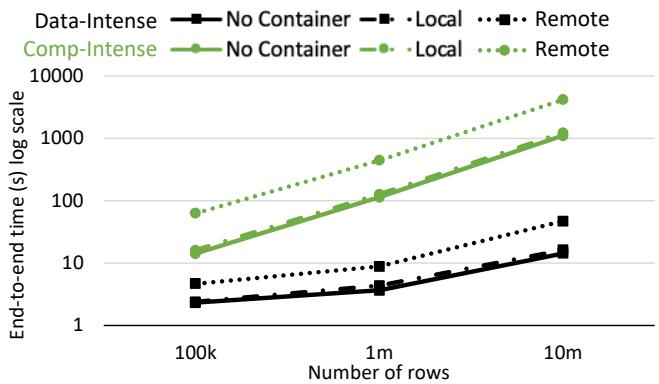 Data-Intense No Container Local Remote
Comp-Intense No Container Local Remote
End-to-end time (s) log scale
10000
1000
100
10
1
100k 1m 10m
Number of rows